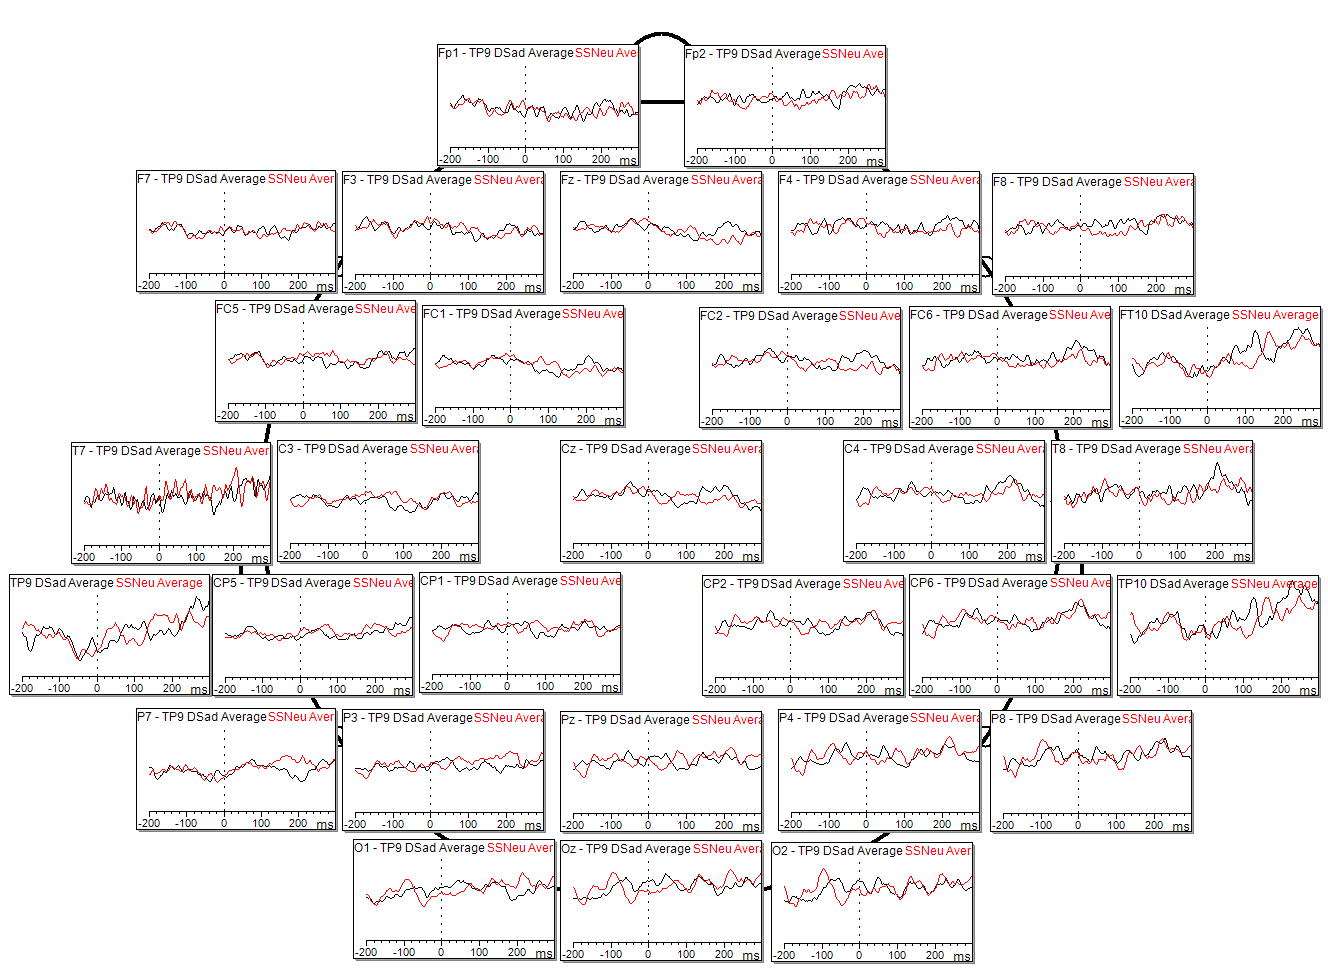 Fp1 - TP9 DSad Average SSNeu Ave
-200 -100 0 100 200 ms
Fp2 - TP9 DSad Average SSNeu Ave
-200 -100 0 100 200 ms
F7 - TP9 DSad Average SSNeu Aver
-200 -100 0 100 200 ms
F3 - TP9 DSad Average SSNeu Avera
-200 -100 0 100 200 ms
Fz - TP9 DSad Average SSNeu Avera
-200 -100 0 100 200 ms
F4 - TP9 DSad Average SSNeu Avera
-200 -100 0 100 200 ms
F8 - TP9 DSad Average SSNeu Avera
-200 -100 0 100 200 ms
FC5 - TP9 DSad Average SSNeu Ave
-200 -100 0 100 200 ms
FC1 - TP9 DSad Average SSNeu Ave
-200 -100 0 100 200 ms
FC2 - TP9 DSad Average SSNeu Ave
-200 -100 0 100 200 ms
FC6 - TP9 DSad Average SSNeu Ave
-200 -100 0 100 200 ms
FT10 - TP9 DSad Average SSNeu Average
-200 -100 0 100 200 ms
T7 - TP9 DSad Average SSNeu Aver
-200 -100 0 100 200 ms
C3 - TP9 DSad Average SSNeu Avera
-200 -100 0 100 200 ms
Cz - TP9 DSad Average SSNeu Avera
-200 -100 0 100 200 ms
C4 - TP9 DSad Average SSNeu Avera
-200 -100 0 100 200 ms
T8 - TP9 DSad Average SSNeu Avera
-200 -100 0 100 200 ms
TP9 DSad Average SSNeu Average
-200 -100 0 100 200 ms
CP5 - TP9 DSad Average SSNeu Ave
-200 -100 0 100 200 ms
CP1 - TP9 DSad Average SSNeu Ave
-200 -100 0 100 200 ms
CP2 - TP9 DSad Average SSNeu Ave
-200 -100 0 100 200 ms
CP6 - TP9 DSad Average SSNeu Ave
-200 -100 0 100 200 ms
TP10 DSad Average SSNeu Average
-200 -100 0 100 200 ms
P7 - TP9 DSad Average SSNeu Aver
-200 -100 0 100 200 ms
P3 - TP9 DSad Average SSNeu Avera
-200 -100 0 100 200 ms
Pz - TP9 DSad Average SSNeu Avera
-200 -100 0 100 200 ms
P4 - TP9 DSad Average SSNeu Avera
-200 -100 0 100 200 ms
P8 - TP9 DSad Average SSNeu Avera
-200 -100 0 100 200 ms
O1 - TP9 DSad Average SSNeu Aver
-200 -100 0 100 200 ms
Oz - TP9 DSad Average SSNeu Avera
-200 -100 0 100 200 ms
O2 - TP9 DSad Average SSNeu Aver
-200 -100 0 100 200 ms